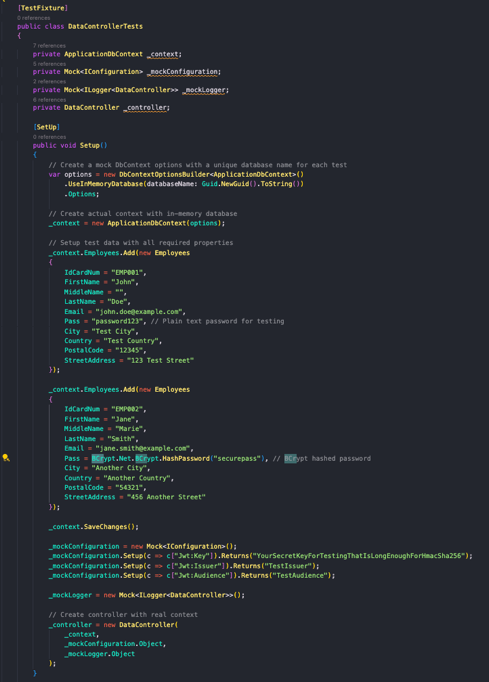 [TestFixture]
0 references
public class DataControllerTests
{
7 references
private ApplicationDbContext _context;
5 references
private Mock<IConfiguration> _mockConfiguration;
2 references
private Mock<ILogger<DataController>> _mockLogger;
6 references
private DataController _controller;
[SetUp]
0 references
public void Setup()
{
// Create a mock DbContext options with a unique database name for each test
var options = new DbContextOptionsBuilder<ApplicationDbContext>()
.UseInMemoryDatabase(databaseName: Guid.NewGuid().ToString())
.Options;
// Create actual context with in-memory database
_context = new ApplicationDbContext(options);
// Setup test data with all required properties
_context.Employees.Add(new Employees
{
IdCardNum = "EMP001",
FirstName = "John",
MiddleName = "",
LastName = "Doe",
Email = "john.doe@example.com",
Pass = "password123", // Plain text password for testing
City = "Test City",
Country = "Test Country",
PostalCode = "12345",
StreetAddress = "123 Test Street"
});
_context.Employees.Add(new Employees
{
IdCardNum = "EMP002",
FirstName = "Jane",
MiddleName = "Marie",
LastName = "Smith",
Email = "jane.smith@example.com",
Pass = BCrypt.Net.BCrypt.HashPassword("securepass"), // BCrypt hashed password
City = "Another City",
Country = "Another Country",
PostalCode = "54321",
StreetAddress = "456 Another Street"
});
_context.SaveChanges();
_mockConfiguration = new Mock<IConfiguration>();
_mockConfiguration.Setup(c => c["Jwt:Key"]).Returns("YourSecretKeyForTestingThatIsLongEnoughForHmacSha256");
_mockConfiguration.Setup(c => c["Jwt:Issuer"]).Returns("TestIssuer");
_mockConfiguration.Setup(c => c["Jwt:Audience"]).Returns("TestAudience");
_mockLogger = new Mock<ILogger<DataController>>();
// Create controller with real context
_controller = new DataController(
_context,
_mockConfiguration.Object,
_mockLogger.Object
);
}